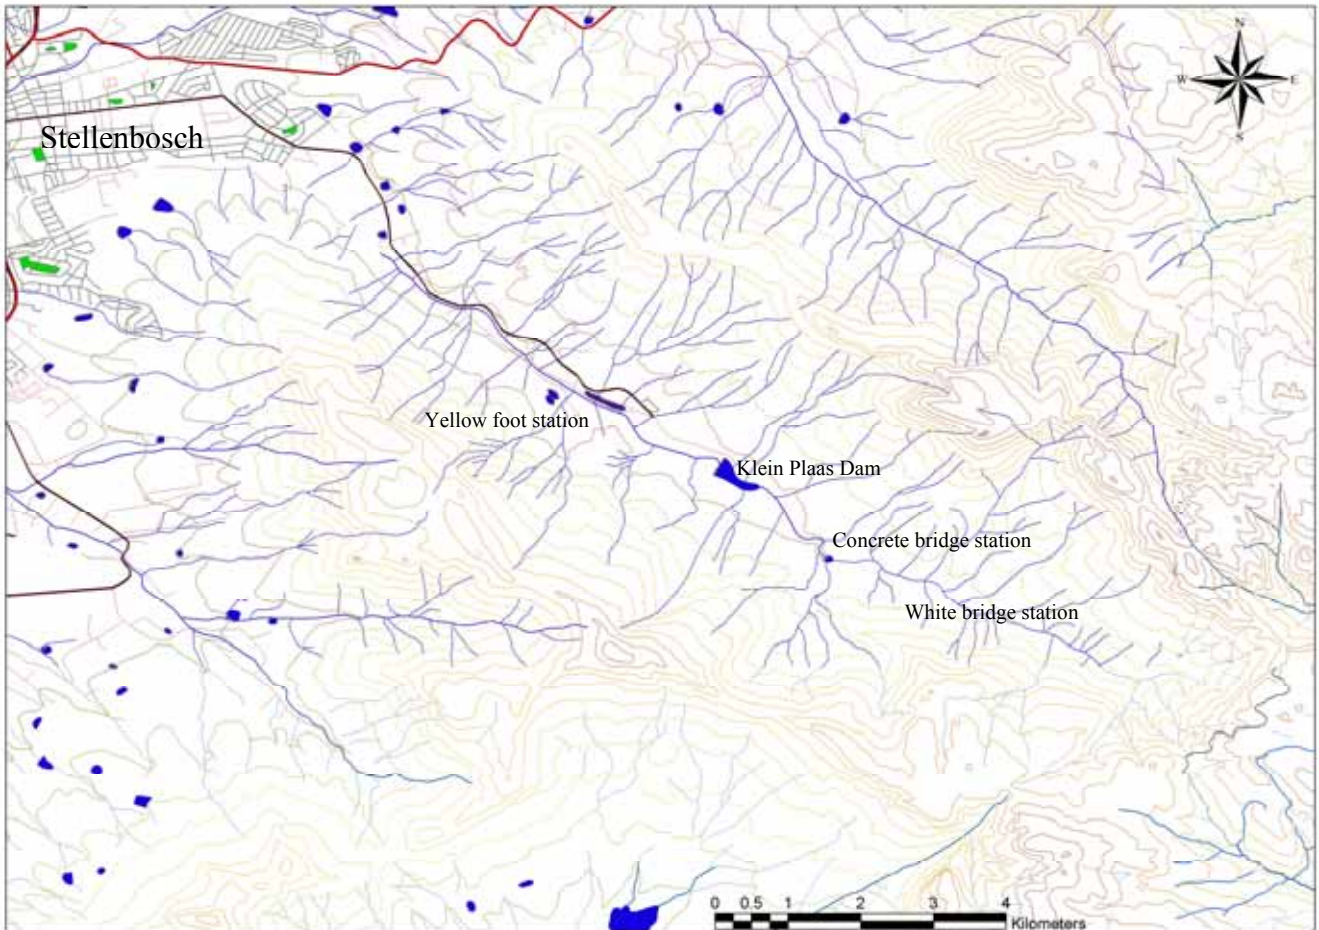 N
W E
S
Stellenbosch
Yellow foot station
Klein Plaas Dam
Concrete bridge station
White bridge station
0 0.5 1 2 3 4
Kilometers